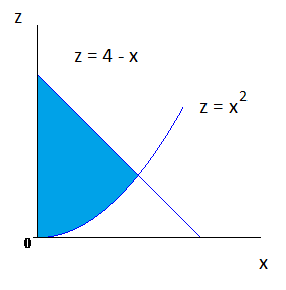 z
z = 4 - x
z = x²
0
x